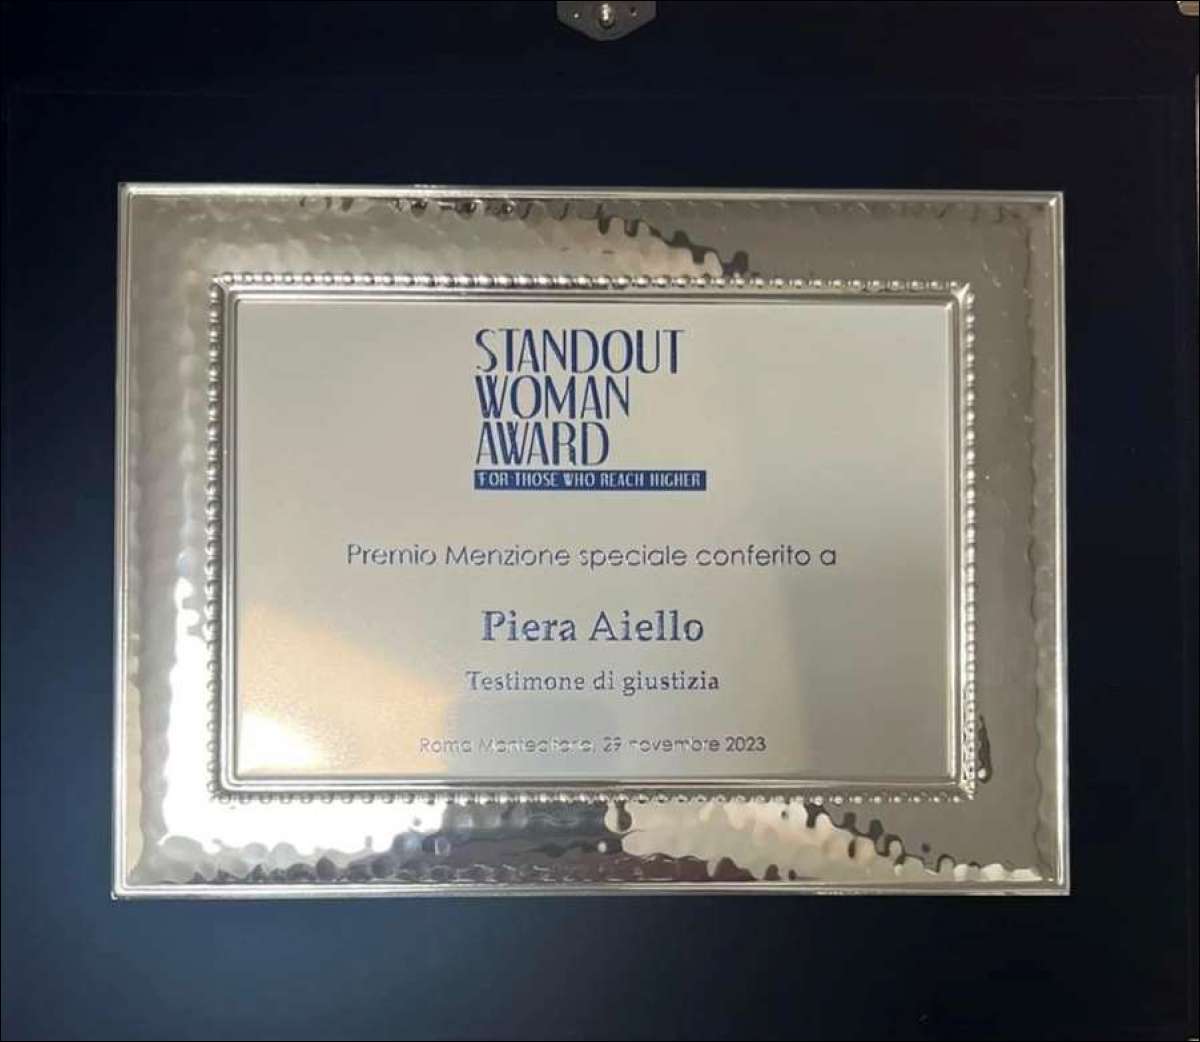 STANDOUT
WOMAN
AWARD
FOR THOSE WHO REACH HIGHER
Premio Menzione speciale conferito a
Piera Aiello
Testimone di giustizia
Roma Montecitorio, 29 novembre 2023